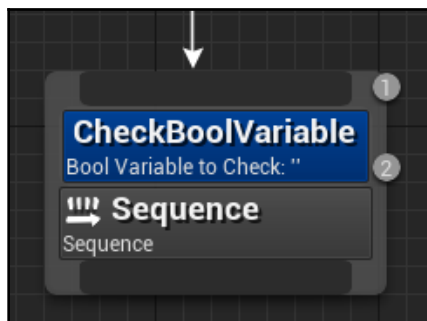 1
CheckBoolVariable
Bool Variable to Check: ''
2
Sequence
Sequence